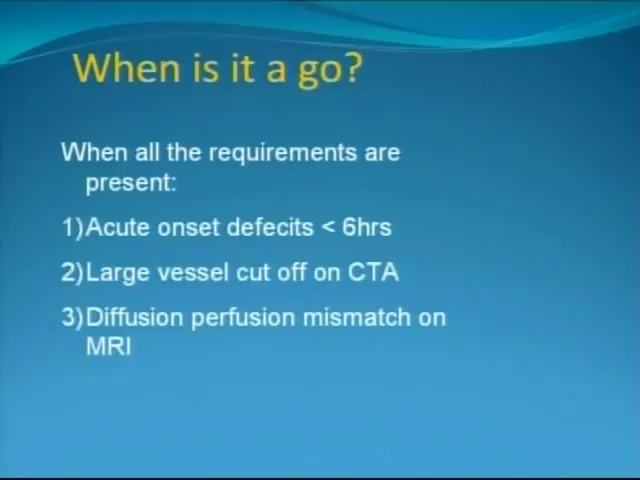 When is it a go?
When all the requirements are
present:
1)Acute onset defecits < 6hrs
2)Large vessel cut off on CTA
3)Diffusion perfusion mismatch on
MRI